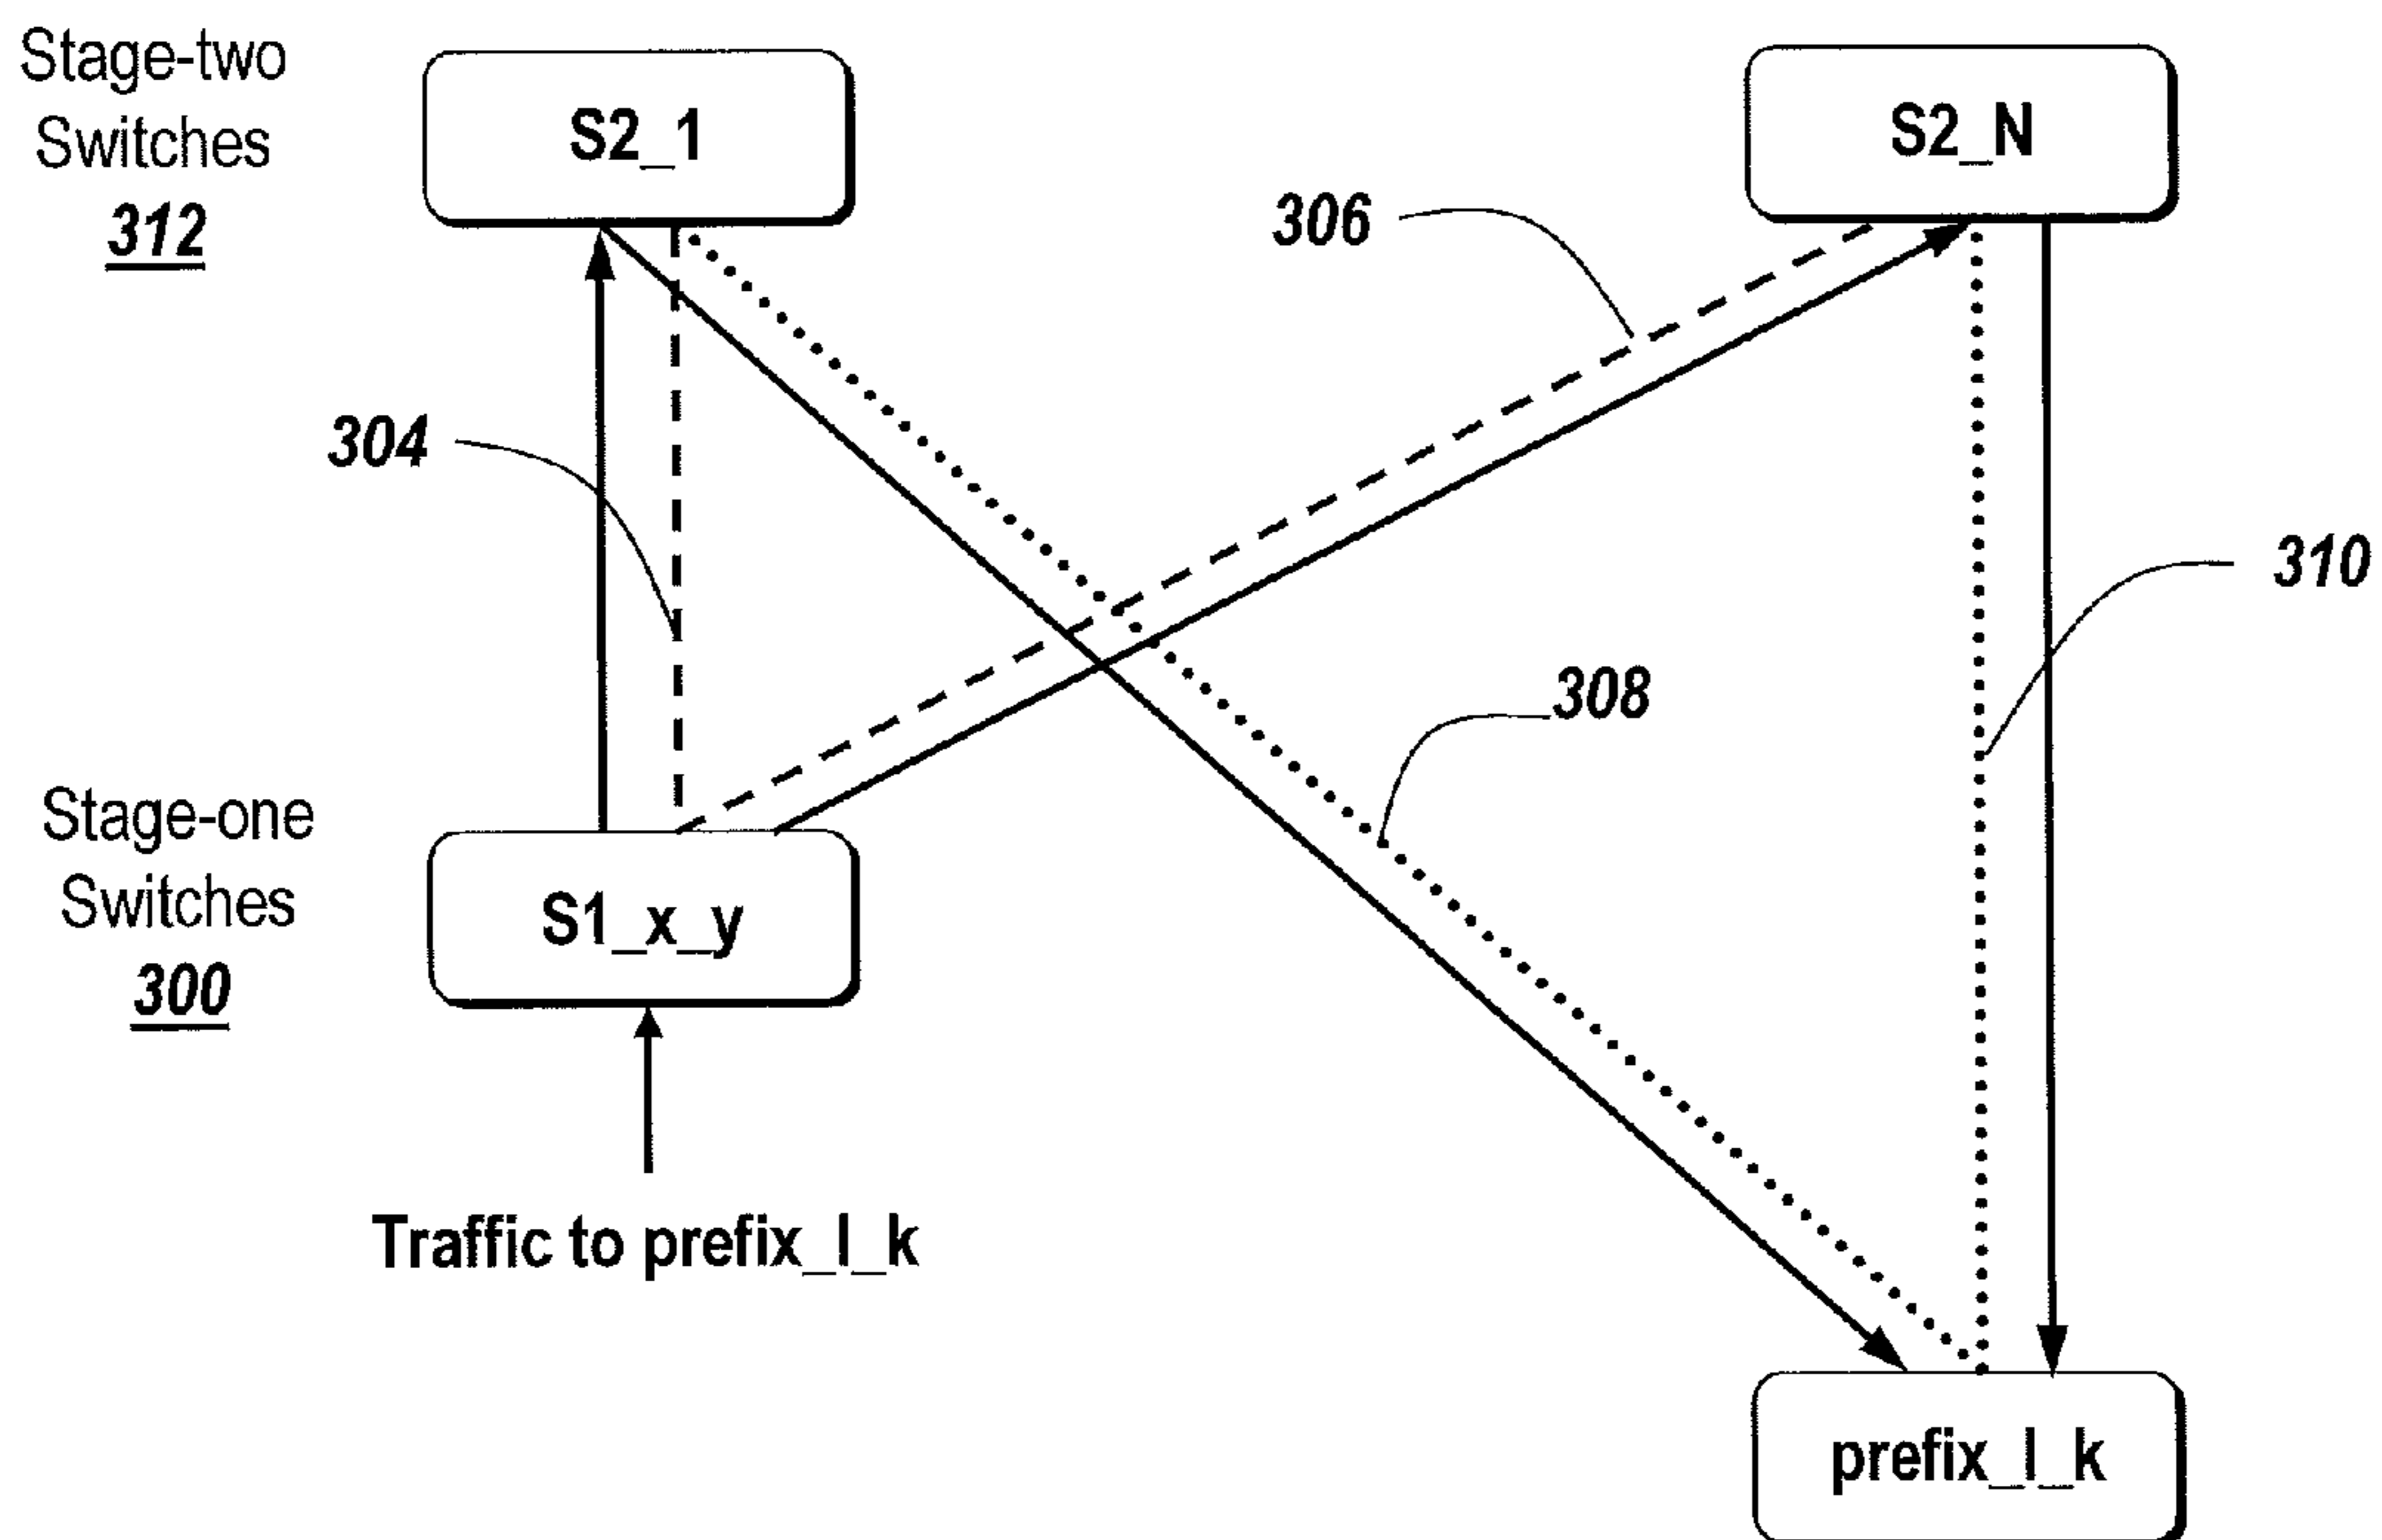 Stage-two
Switches
312
S2_1
S2_N
306
304
310
308
Stage-one
Switches
300
S1_x_y
Traffic to prefix_l_k
prefix_l_k